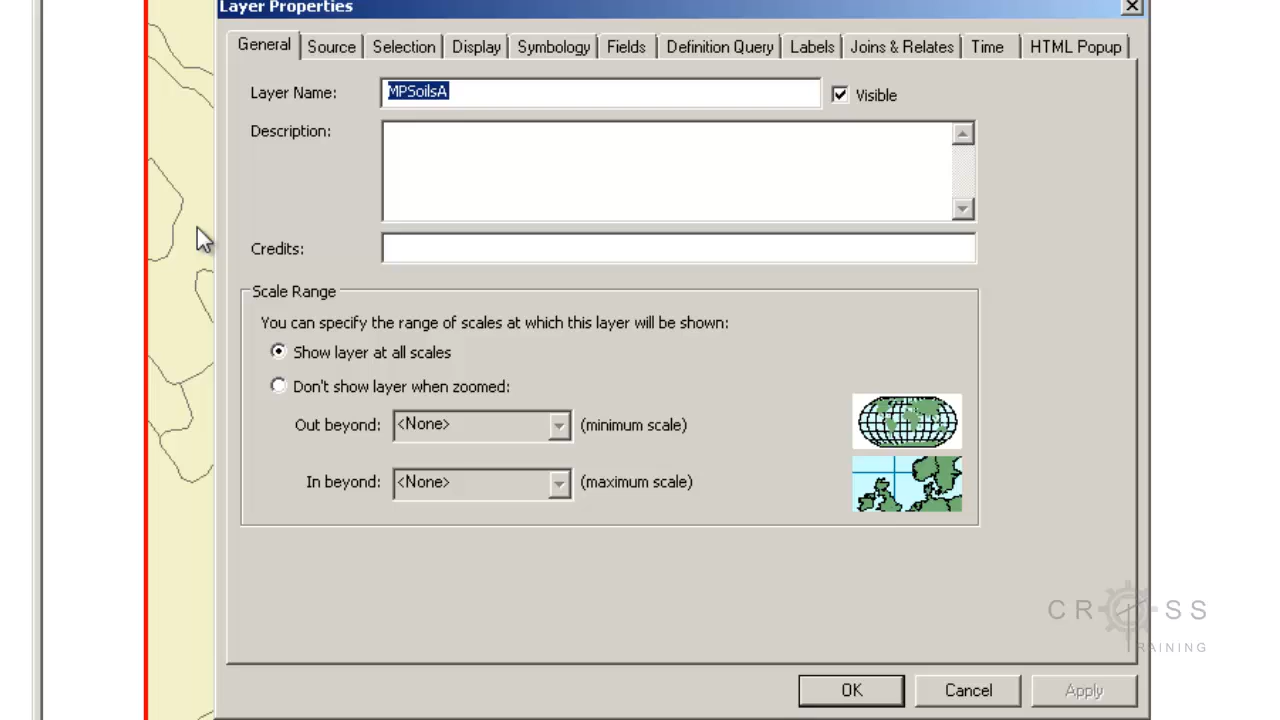 Layer Properties
General Source Selection Display Symbology Fields Definition Query Labels Joins & Relates Time HTML Popup
Layer Name: MPSoilsA Visible
Description:
Credits:
Scale Range
You can specify the range of scales at which this layer will be shown:
Show layer at all scales
Don't show layer when zoomed:
Out beyond: <None> (minimum scale)
In beyond: <None> (maximum scale)
CROSS
TRAINING
OK Cancel Apply